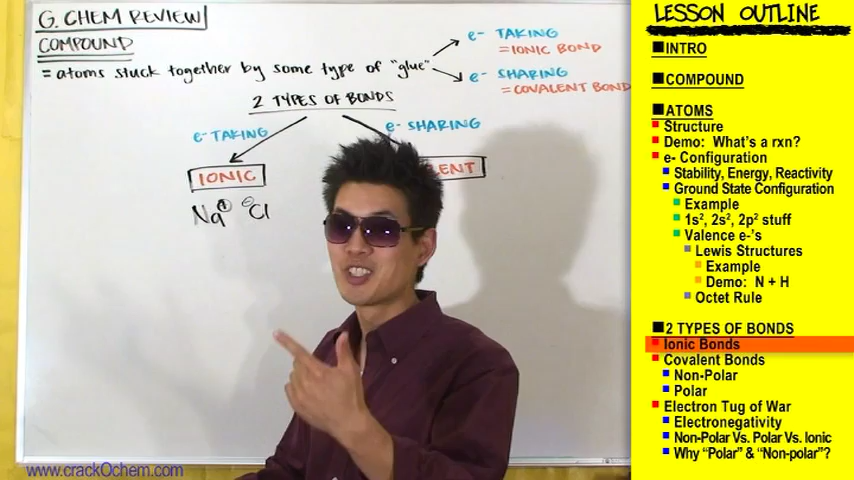 G. CHEM REVIEW
COMPOUND
= atoms stuck together by some type of "glue"
e- TAKING
= IONIC BOND
e- SHARING
= COVALENT BOND
2 TYPES OF BONDS
e- TAKING
e- SHARING
IONIC
LENT
Na⊕ ⊖Cl
www.crackOchem.com
LESSON OUTLINE
INTRO
COMPOUND
ATOMS
Structure
Demo: What's a rxn?
e- Configuration
Stability, Energy, Reactivity
Ground State Configuration
Example
1s², 2s², 2p² stuff
Valence e-'s
Lewis Structures
Example
Demo: N + H
Octet Rule
2 TYPES OF BONDS
Ionic Bonds
Covalent Bonds
Non-Polar
Polar
Electron Tug of War
Electronegativity
Non-Polar Vs. Polar Vs. Ionic
Why "Polar" & "Non-polar"?